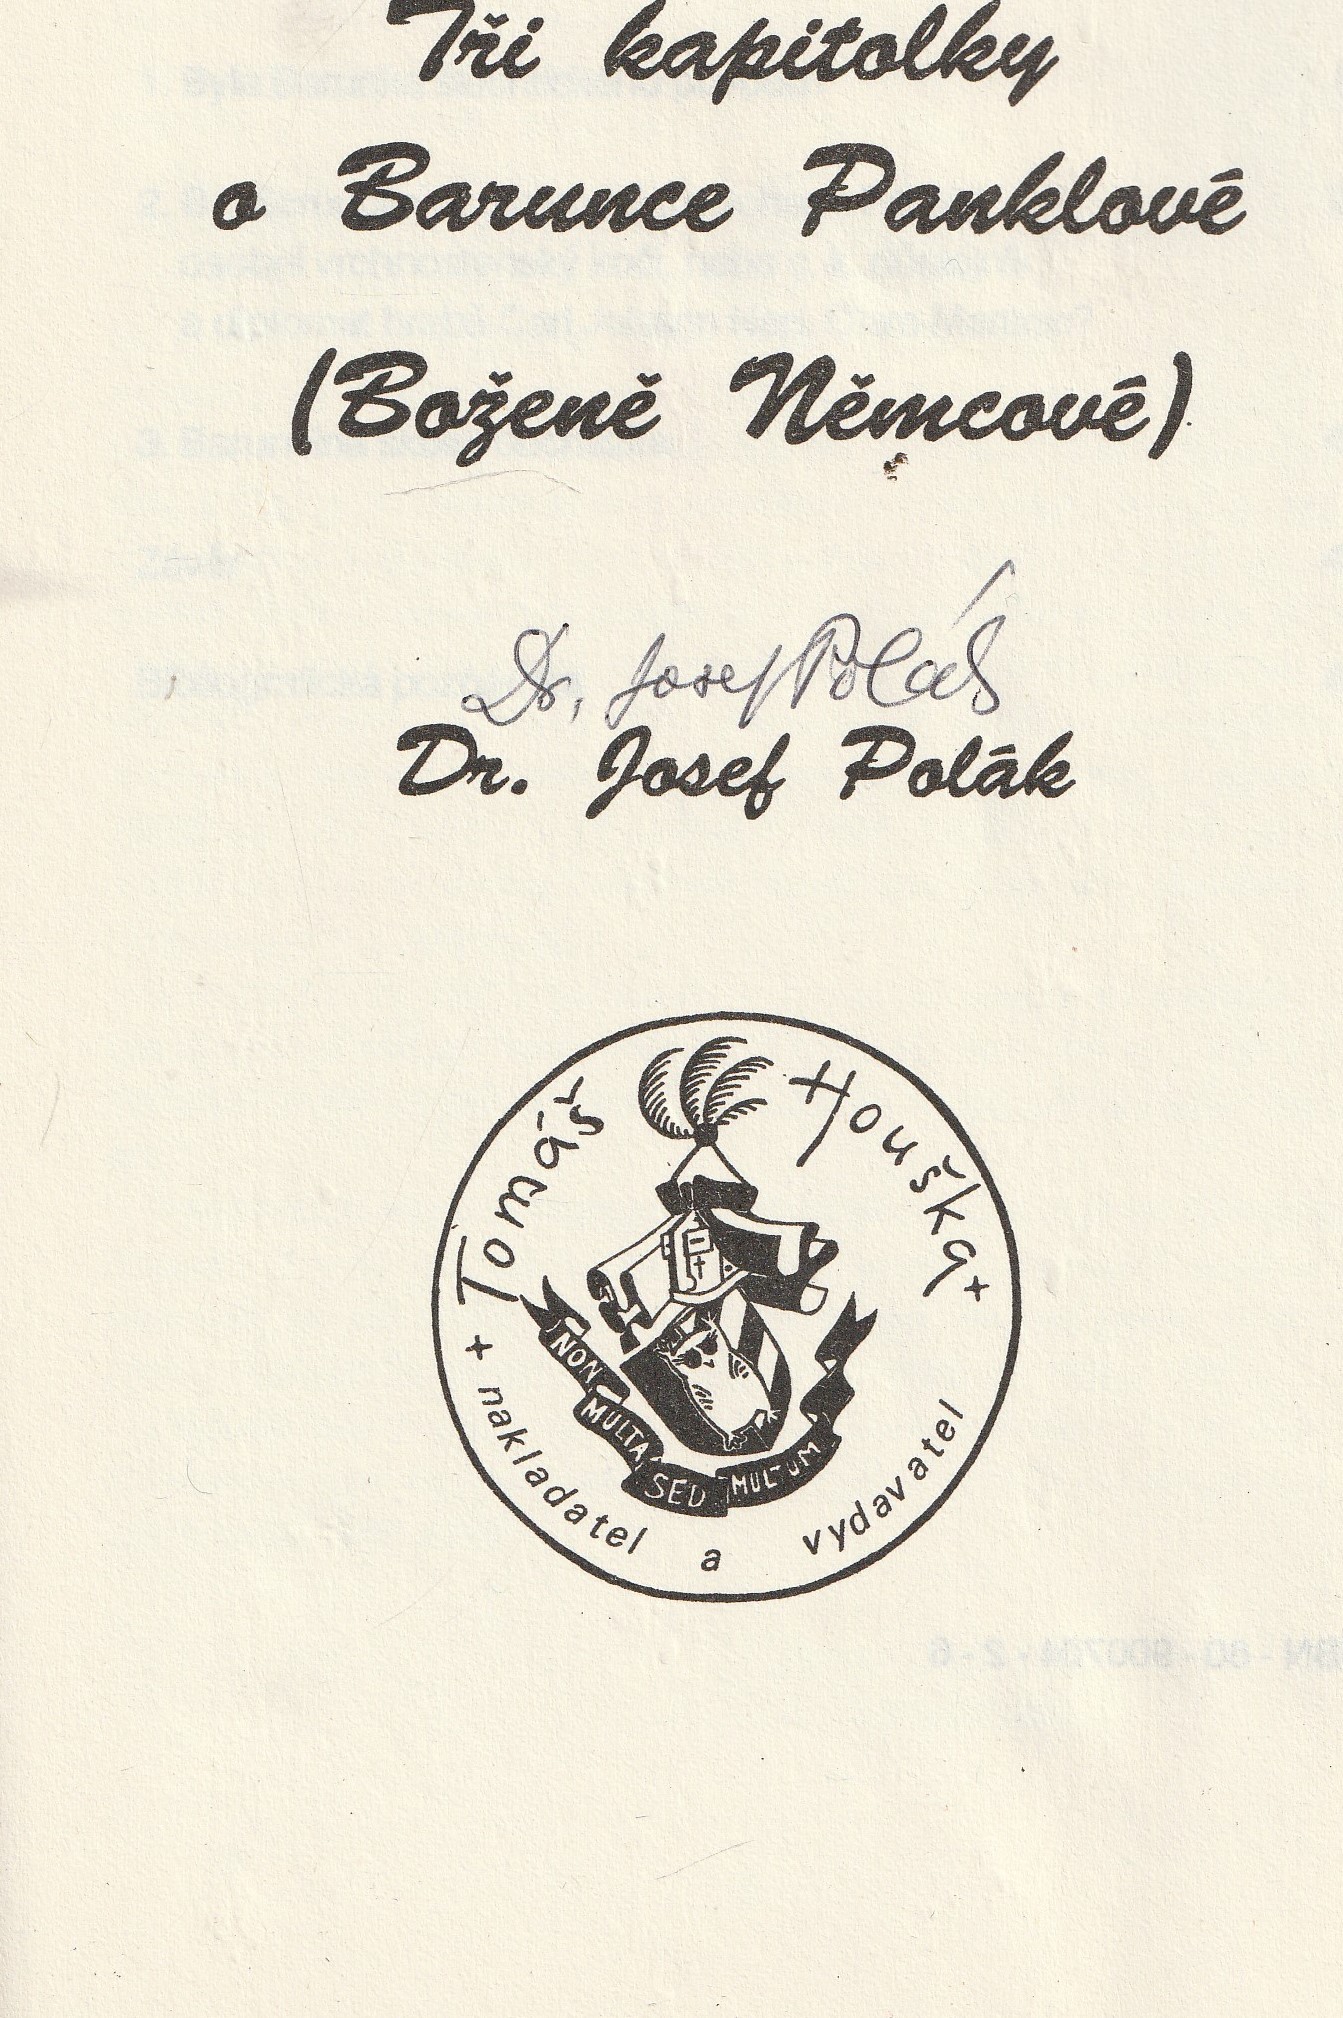 Tři kapitolky
o Barunce Panklové
(Boženě Němcové)
Dr. Josef Polák
Dr. Josef Polák
Tomáš Houška
nakladatel a vydavatel
NON MULTA SED MULTUM